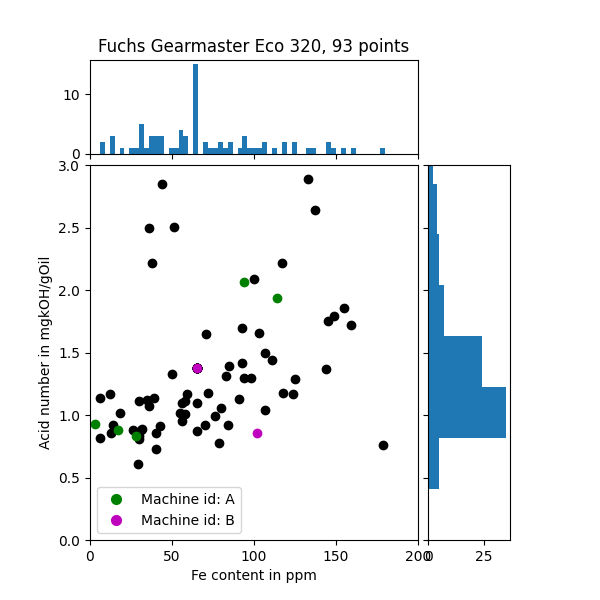 Fuchs Gearmaster Eco 320, 93 points
10
0
3.0
2.5
2.0
1.5
1.0
0.5
0.0
Acid number in mgkOH/gOil
Machine id: A
Machine id: B
0 50 100 150 200 0 25
Fe content in ppm